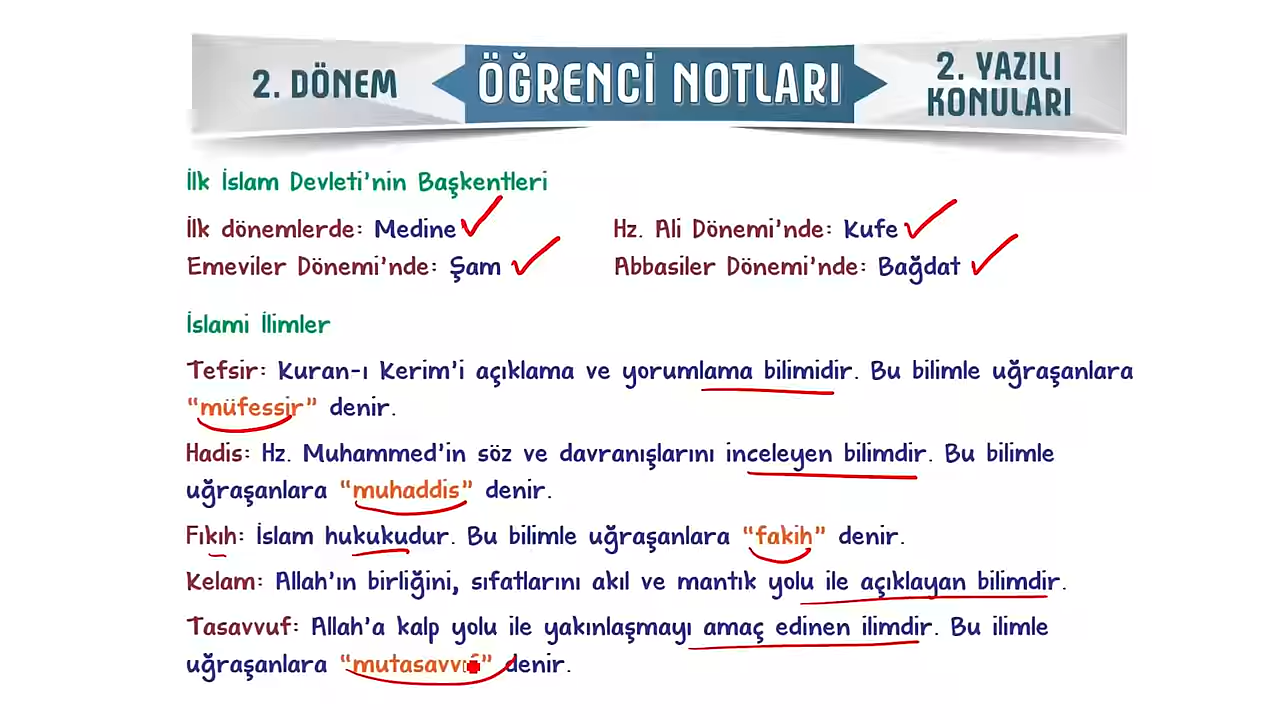 2. DÖNEM
ÖĞRENCİ NOTLARI
2. YAZILI
KONULARI
İlk İslam Devleti'nin Başkentleri
İlk dönemlerde: Medine
Hz. Ali Dönemi'nde: Kufe
Emeviler Dönemi'nde: Şam
Abbasiler Dönemi'nde: Bağdat
İslami İlimler
Tefsir: Kuran-ı Kerim'i açıklama ve yorumlama bilimidir. Bu bilimle uğraşanlara
"müfessir" denir.
Hadis: Hz. Muhammed'in söz ve davranışlarını inceleyen bilimdir. Bu bilimle
uğraşanlara "muhaddis" denir.
Fıkıh: İslam hukukudur. Bu bilimle uğraşanlara "fakih" denir.
Kelam: Allah'ın birliğini, sıfatlarını akıl ve mantık yolu ile açıklayan bilimdir.
Tasavvuf: Allah'a kalp yolu ile yakınlaşmayı amaç edinen ilimdir. Bu ilimle
uğraşanlara "mutasavvıf" denir.